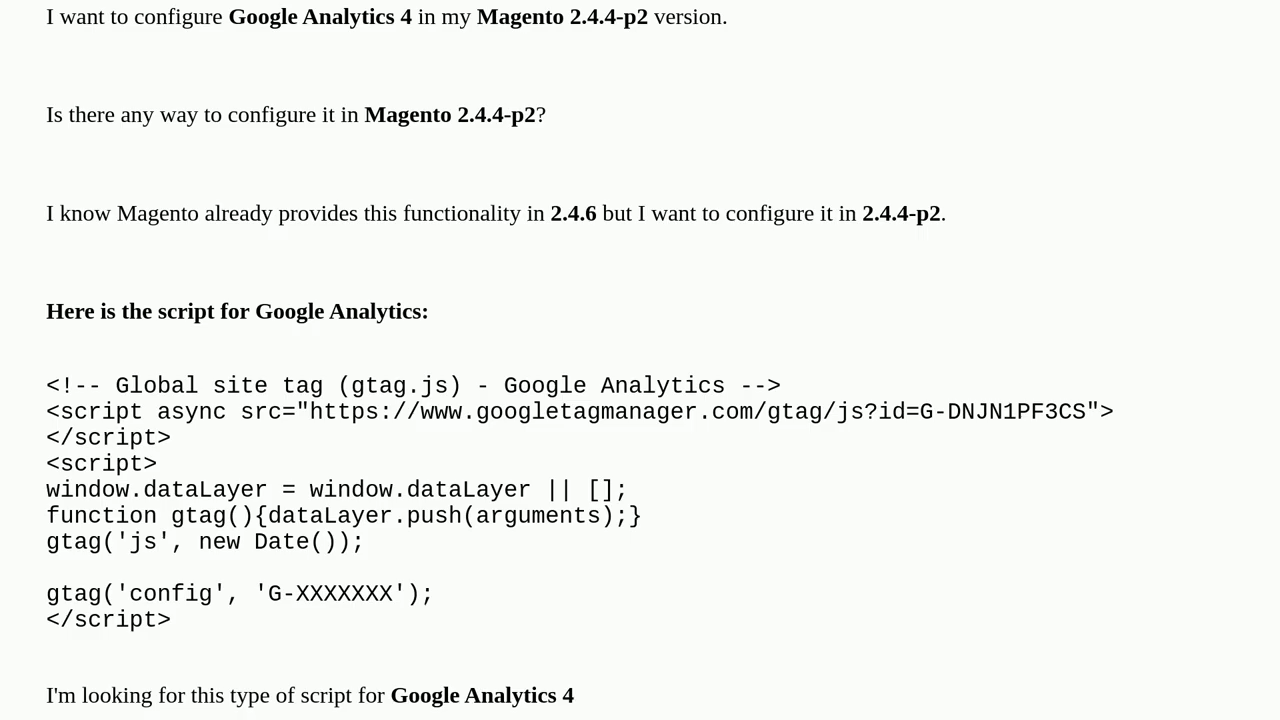 I want to configure Google Analytics 4 in my Magento 2.4.4-p2 version.
Is there any way to configure it in Magento 2.4.4-p2?
I know Magento already provides this functionality in 2.4.6 but I want to configure it in 2.4.4-p2.
Here is the script for Google Analytics:
<!-- Global site tag (gtag.js) - Google Analytics -->
<script async src="https://www.googletagmanager.com/gtag/js?id=G-DNJN1PF3CS">
</script>
<script>
window.dataLayer = window.dataLayer || [];
function gtag(){dataLayer.push(arguments);}
gtag('js', new Date());
gtag('config', 'G-XXXXXXX');
</script>
I'm looking for this type of script for Google Analytics 4